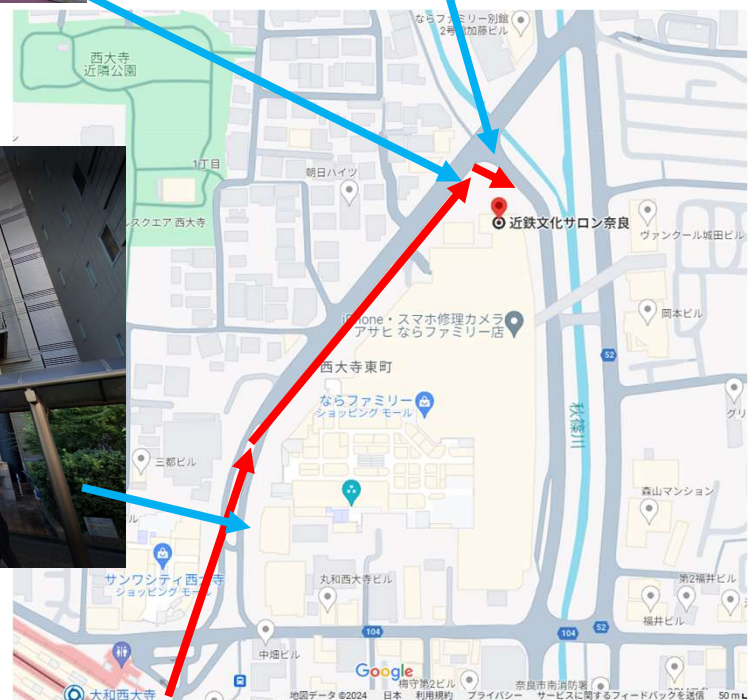 ならファミリー別館
2号館加藤ビル
西大寺
近隣公園
1丁目
朝日ハイツ
スクエア 西大寺
近鉄文化サロン奈良
ヴァンクール城田ビル
岡本ビル
iPhone・スマホ修理カメラ
アサヒ ならファミリー店
52
西大寺東町
ならファミリー
ショッピング モール
秋篠川
グリ
三都ビル
森山マンション
ル
サンワシティ西大寺
ショッピング モール
丸和西大寺ビル
第2福井ビル
福井ビル
104
104
52
中畑ビル
Google
梅守第2ビル
奈良市南消防署
大和西大寺
地図データ ©2024 日本 利用規約 プライバシー サービスに関するフィードバックを送信 50 m